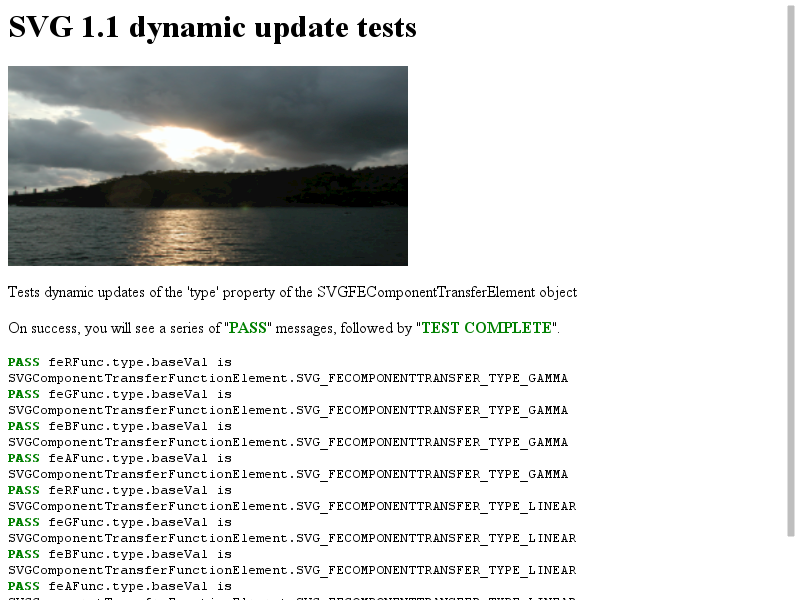 SVG 1.1 dynamic update tests
Tests dynamic updates of the 'type' property of the SVGFEComponentTransferElement object
On success, you will see a series of "PASS" messages, followed by "TEST COMPLETE".
PASS feRFunc.type.baseVal is
SVGComponentTransferFunctionElement.SVG_FECOMPONENTTRANSFER_TYPE_GAMMA
PASS feGFunc.type.baseVal is
SVGComponentTransferFunctionElement.SVG_FECOMPONENTTRANSFER_TYPE_GAMMA
PASS feBFunc.type.baseVal is
SVGComponentTransferFunctionElement.SVG_FECOMPONENTTRANSFER_TYPE_GAMMA
PASS feAFunc.type.baseVal is
SVGComponentTransferFunctionElement.SVG_FECOMPONENTTRANSFER_TYPE_GAMMA
PASS feRFunc.type.baseVal is
SVGComponentTransferFunctionElement.SVG_FECOMPONENTTRANSFER_TYPE_LINEAR
PASS feGFunc.type.baseVal is
SVGComponentTransferFunctionElement.SVG_FECOMPONENTTRANSFER_TYPE_LINEAR
PASS feBFunc.type.baseVal is
SVGComponentTransferFunctionElement.SVG_FECOMPONENTTRANSFER_TYPE_LINEAR
PASS feAFunc.type.baseVal is